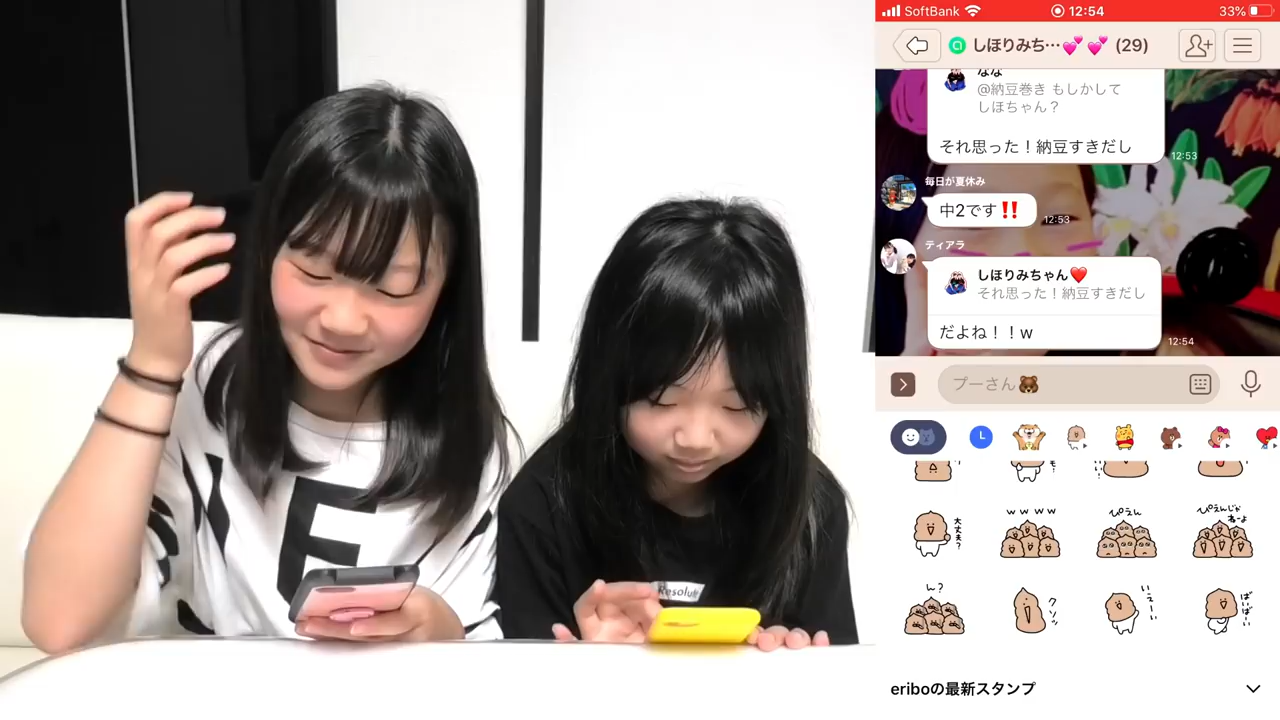 SoftBank 12:54 33%
しほりみち…💕 💕 (29)
なな
@納豆巻き もしかして
しほちゃん？
それ思った！納豆すきだし
12:53
毎日が夏休み
中2です‼️
12:53
ティアラ
しほりみちゃん❤️
それ思った！納豆すきだし
だよね！！w
12:54
プーさん🐻
大丈夫？
wwww
ぴえん
ぴえんじゃねーよ
ん？
クソッ
いえーい
ばいばーい
eriboの最新スタンプ
Resolute
E